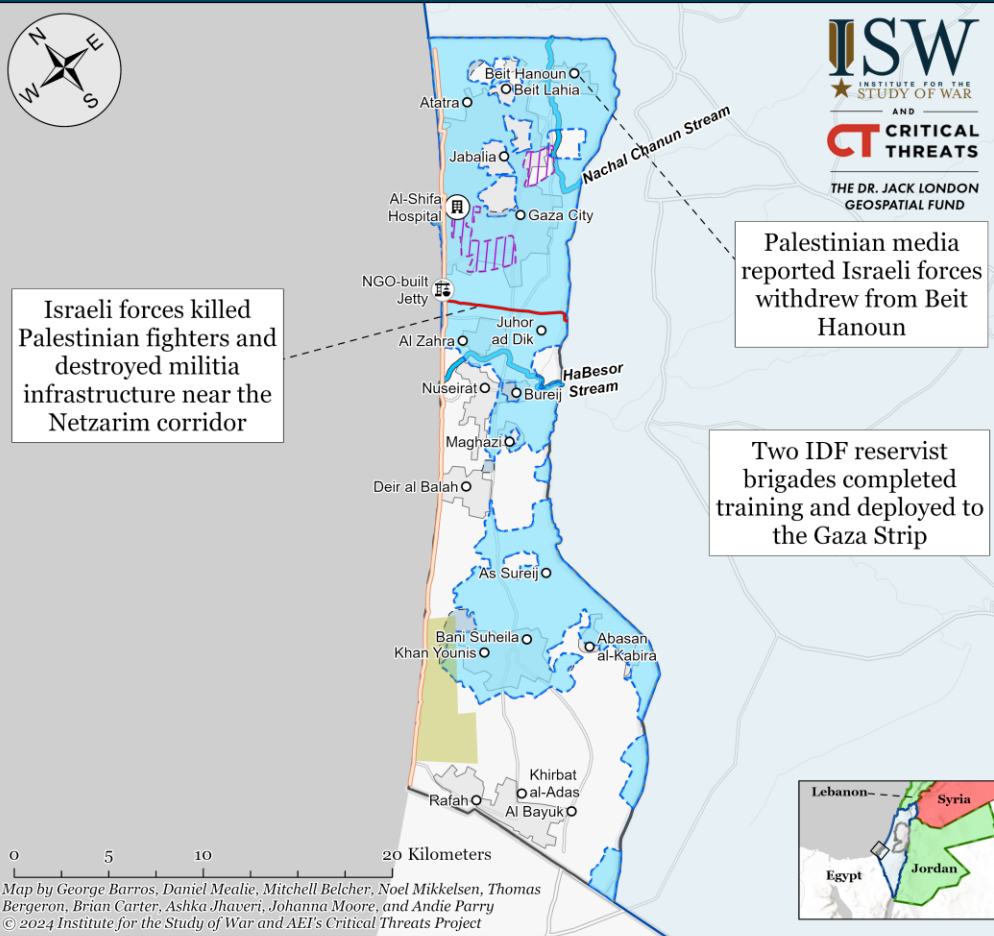 N
E
W
S
ISW
INSTITUTE FOR THE
STUDY OF WAR
AND
CT CRITICAL
THREATS
THE DR. JACK LONDON
GEOSPATIAL FUND
Beit Hanoun
Beit Lahia
Atatra
Nachal Chanun Stream
Jabalia
Al-Shifa
Hospital
Gaza City
Palestinian media
reported Israeli forces
withdrew from Beit
Hanoun
NGO-built
Jetty
Israeli forces killed
Palestinian fighters and
destroyed militia
infrastructure near the
Netzarim corridor
Juhor
ad Dik
Al Zahra
HaBesor
Stream
Nuseirat
Bureij
Maghazi
Two IDF reservist
brigades completed
training and deployed to
the Gaza Strip
Deir al Balah
As Sureij
Bani Suheila
Khan Younis
Abasan
al-Kabira
Khirbat
al-Adas
Rafah
Al Bayuk
Lebanon
Syria
Egypt
Jordan
0 5 10 20 Kilometers
Map by George Barros, Daniel Mealie, Mitchell Belcher, Noel Mikkelsen, Thomas
Bergeron, Brian Carter, Ashka Jhaveri, Johanna Moore, and Andie Parry
© 2024 Institute for the Study of War and AEI's Critical Threats Project